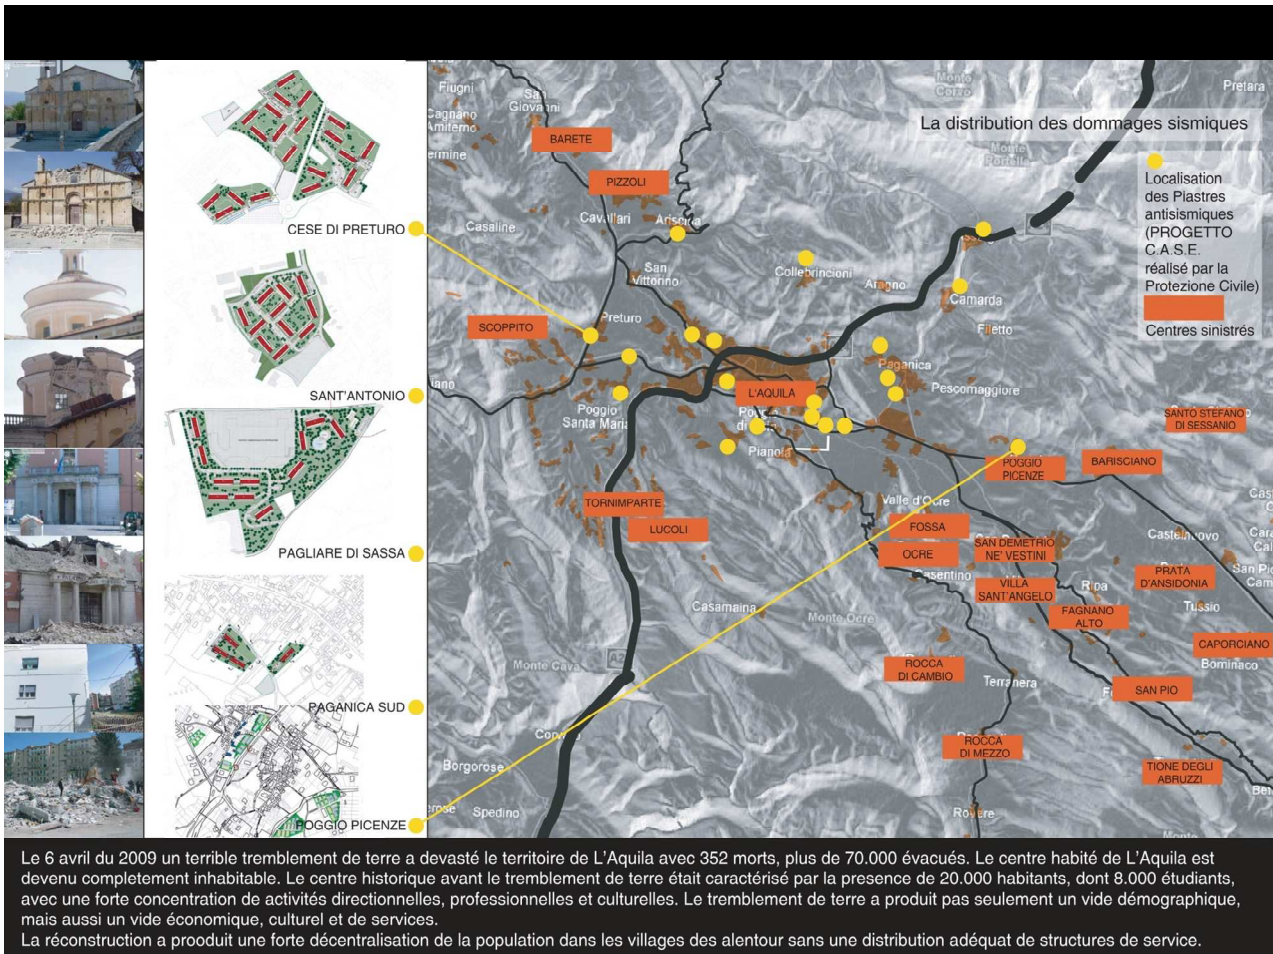 La distribution des dommages sismiques
Localisation
des Piastres
antisismiques
(PROGETTO
C.A.S.E.
réalisé par la
Protezione Civile)
Centres sinistrés
CESE DI PRETURO
SANT'ANTONIO
PAGLIARE DI SASSA
PAGANICA SUD
POGGIO PICENZE
Fiugni
San
Giovanni
Cagnano
Amiterno
BARETE
PIZZOLI
Cavallari
Casaline
San
Vittorino
Collebrincioni
Aragno
Camarda
Filetto
Monte
Corvo
Pretara
Monte
Portella
SCOPPITO
Preturo
Paganica
Pescomaggiore
L'AQUILA
Poggio
Santa Maria
Pianola
SANTO STEFANO
DI SESSANIO
POGGIO
PICENZE
BARISCIANO
TORNIMPARTE
LUCOLI
Valle d'Ocre
FOSSA
OCRE
SAN DEMETRIO
NE' VESTINI
Casentino
VILLA
SANT'ANGELO
Castelnuovo
PRATA
D'ANSIDONIA
Ripa
Tussio
FAGNANO
ALTO
CAPORCIANO
Bominaco
Casamaina
Monte Ocre
Monte Cava
ROCCA
DI CAMBIO
Terranera
SAN PIO
ROCCA
DI MEZZO
TIONE DEGLI
ABRUZZI
Borgorose
Spedino
Rovere
Monte
Le 6 avril du 2009 un terrible tremblement de terre a devasté le territoire de L'Aquila avec 352 morts, plus de 70.000 évacués. Le centre habité de L'Aquila est
devenu completement inhabitable. Le centre historique avant le tremblement de terre était caractérisé par la presence de 20.000 habitants, dont 8.000 étudiants,
avec une forte concentration de activités directionnelles, professionnelles et culturelles. Le tremblement de terre a produit pas seulement un vide démographique,
mais aussi un vide économique, culturel et de services.
La réconstruction a prooduit une forte décentralisation de la population dans les villages des alentour sans une distribution adéquat de structures de service.